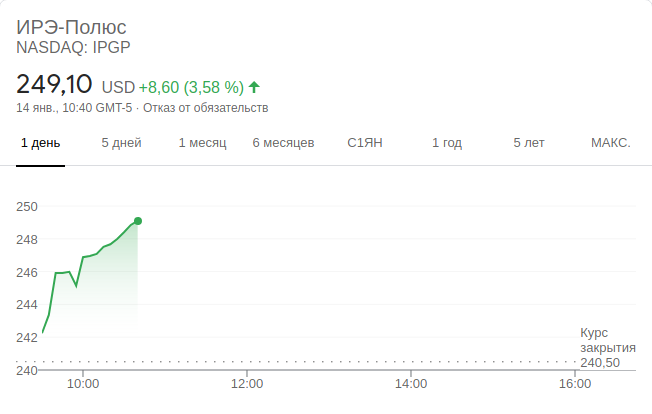 ИРЭ-Полюс
NASDAQ: IPGP
249,10 USD +8,60 (3,58 %)
14 янв., 10:40 GMT-5 · Отказ от обязательств
1 день 5 дней 1 месяц 6 месяцев С1ЯН 1 год 5 лет МАКС.
250
248
246
244
242
240
Курс
закрытия
240,50
10:00 12:00 14:00 16:00